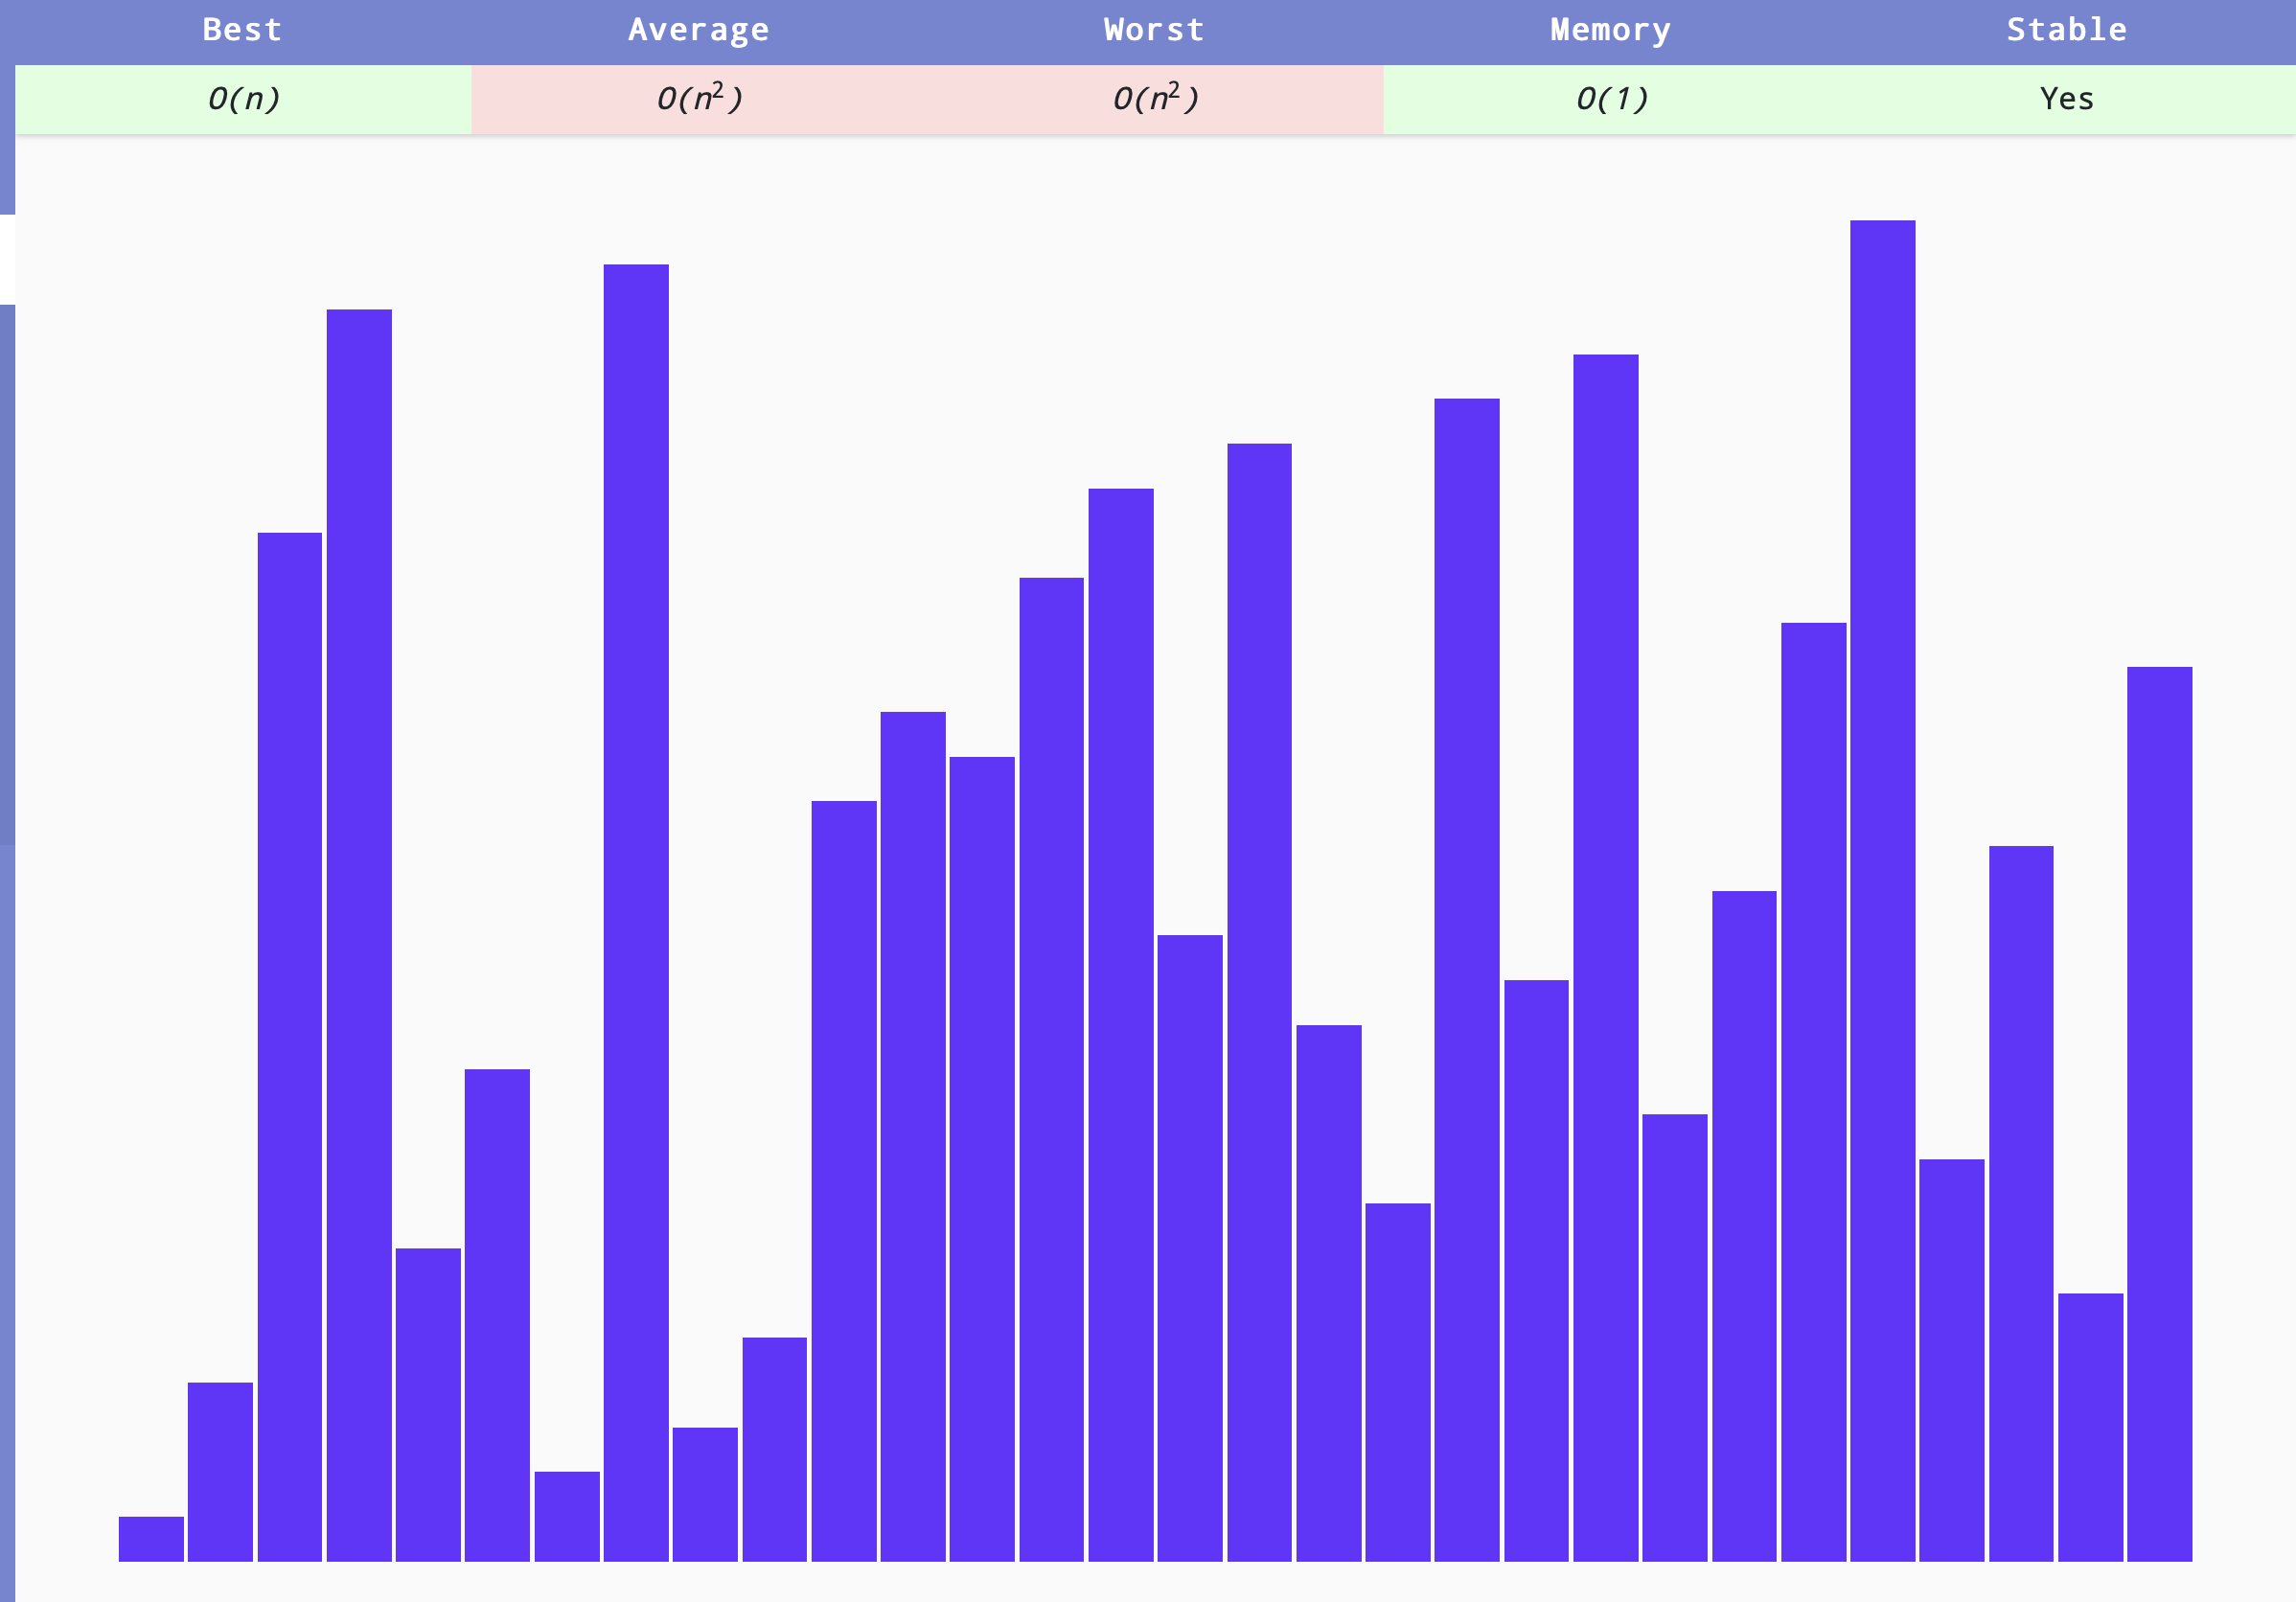 Best Average Worst Memory Stable
O(n) O(n²) O(n²) O(1) Yes